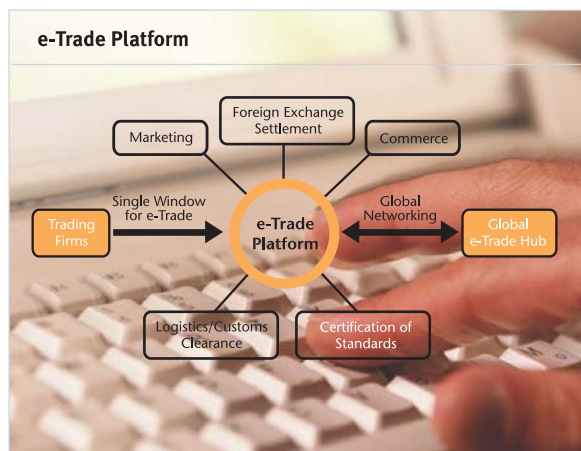 e-Trade Platform
Foreign Exchange
Settlement
Marketing
Commerce
Single Window
for e-Trade
Global
Networking
Trading
Firms
e-Trade
Platform
Global
e-Trade Hub
Logistics/Customs
Clearance
Certification of
Standards